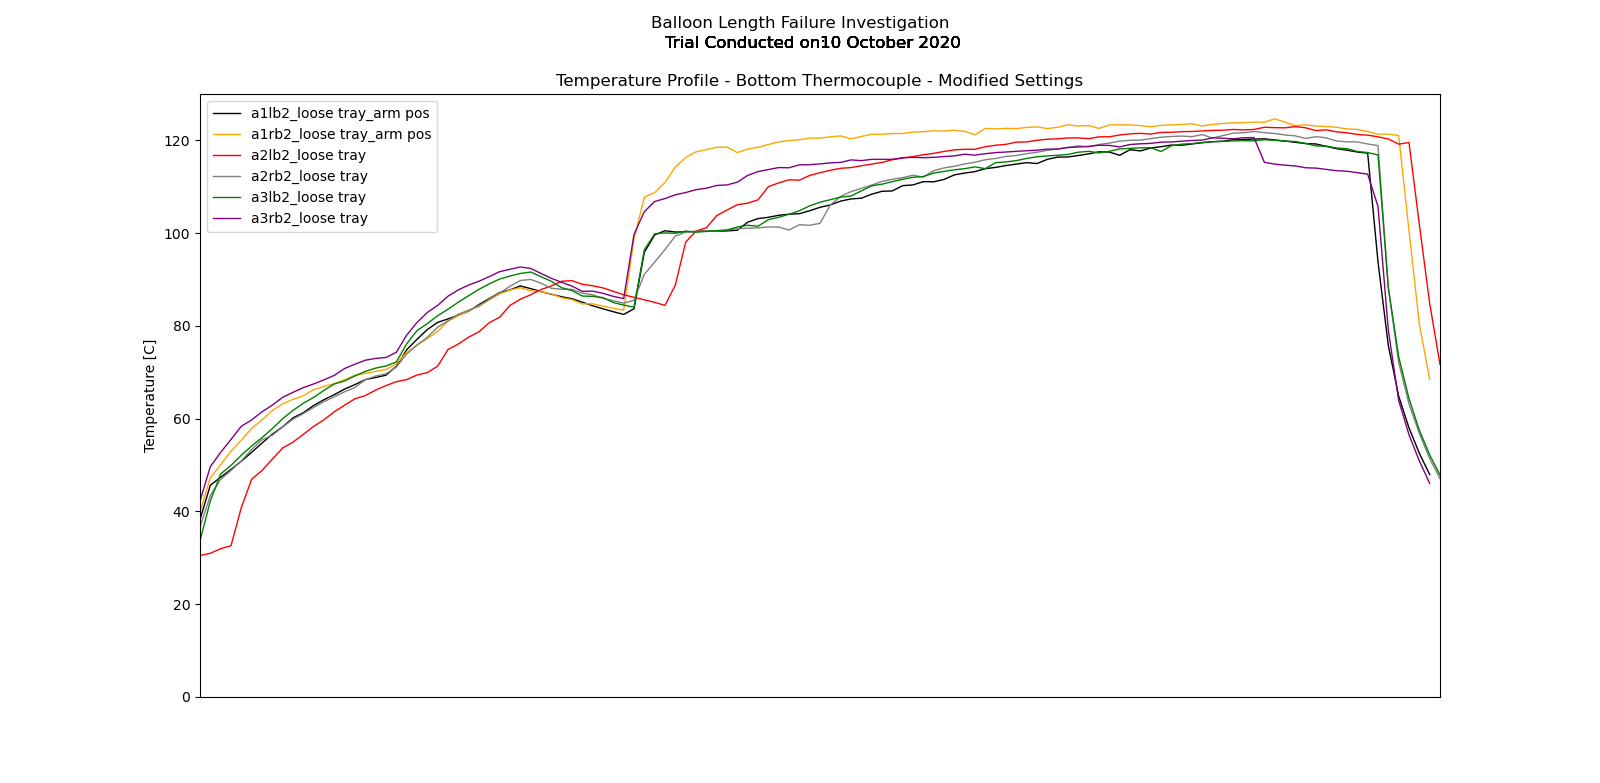 Balloon Length Failure Investigation
Trial Conducted on10 October 2020
Temperature Profile - Bottom Thermocouple - Modified Settings
a1lb2_loose tray_arm pos
a1rb2_loose tray_arm pos
a2lb2_loose tray
a2rb2_loose tray
a3lb2_loose tray
a3rb2_loose tray
120
100
80
60
40
20
0
Temperature [C]